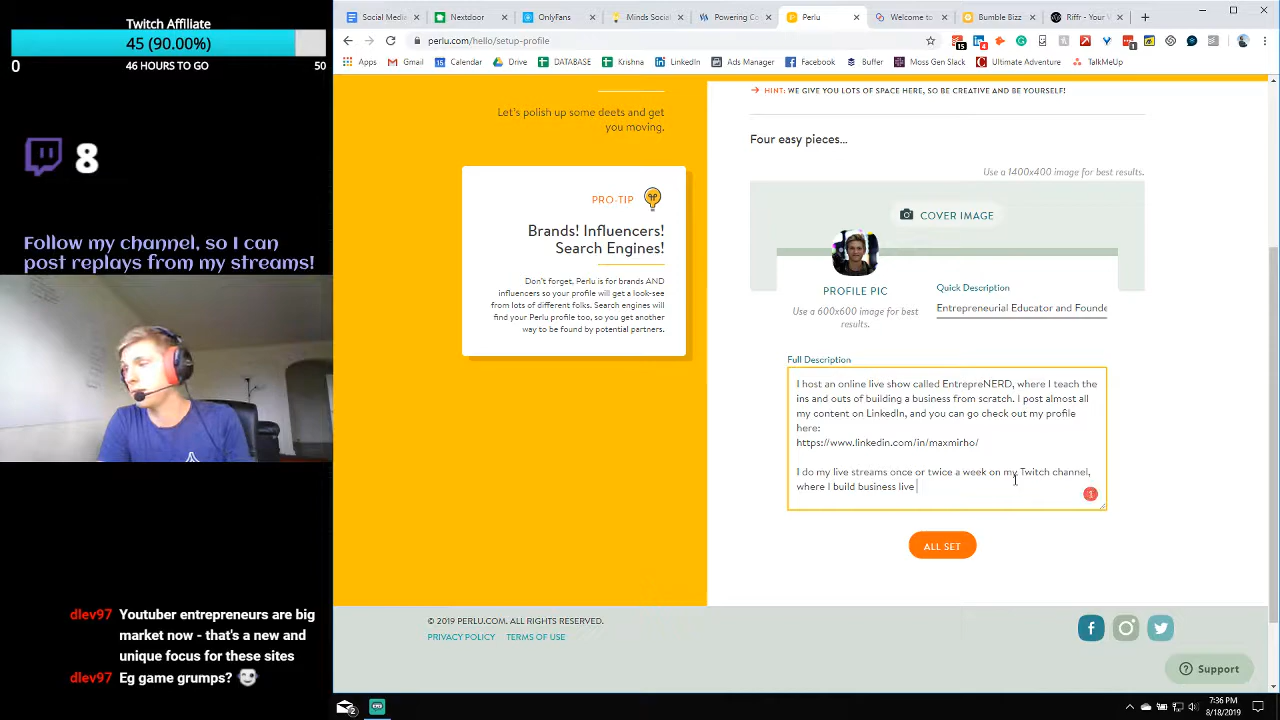 Twitch Affiliate
45 (90.00%)
0
46 HOURS TO GO
50
8
Follow my channel, so I can
post replays from my streams!
dlev97 Youtuber entrepreneurs are big
market now - that's a new and
unique focus for these sites
dlev97 Eg game grumps?
Social Media
Nextdoor
OnlyFans
Minds Soci
Powering C
Perlu
Welcome to
Bumble Bizz
Riffr - Your V
perlu.com/hello/setup-profile
Apps
Gmail
Calendar
Drive
DATABASE
Krishna
LinkedIn
Ad Manager
Facebook
Buffer
Moss Gen Slack
Ultimate Adventure
TalkMeUp
Let's polish up some deets and get
you moving.
PRO-TIP
Brands! Influencers!
Search Engines!
Don't forget, Perlu is for brands AND
influencers so your profile will get a look-see
from lots of different folks. Search engines will
find your Perlu profile too, so you get another
way to be found by potential partners.
HINT: WE GIVE YOU LOTS OF SPACE HERE, SO BE CREATIVE AND BE YOURSELF!
Four easy pieces...
Use a 1400x400 image for best results.
COVER IMAGE
PROFILE PIC
Use a 600x600 image for best
results.
Quick Description
Entrepreneurial Educator and Founde
Full Description
I host an online live show called EntrepreNERD, where I teach the
ins and outs of building a business from scratch. I post almost all
my content on LinkedIn, and you can go check out my profile
here:
https://www.linkedin.com/in/maxmirho/
I do my live streams once or twice a week on my Twitch channel,
where I build business live
1
ALL SET
© 2019 PERLU.COM. ALL RIGHTS RESERVED.
PRIVACY POLICY
TERMS OF USE
Support
7:36 PM
8/18/2019